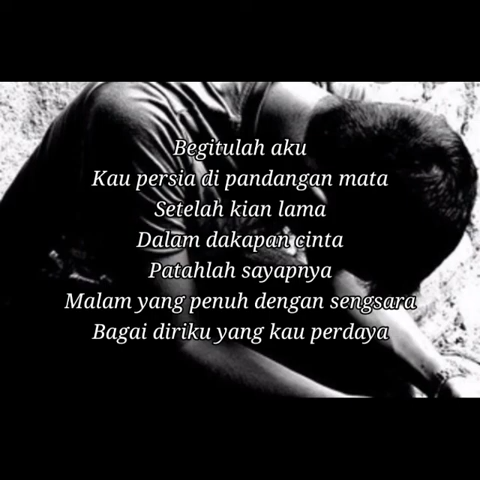 Begitulah aku
Kau persia di pandangan mata
Setelah kian lama
Dalam dakapan cinta
Patahlah sayapnya
Malam yang penuh dengan sengsara
Bagai diriku yang kau perdaya